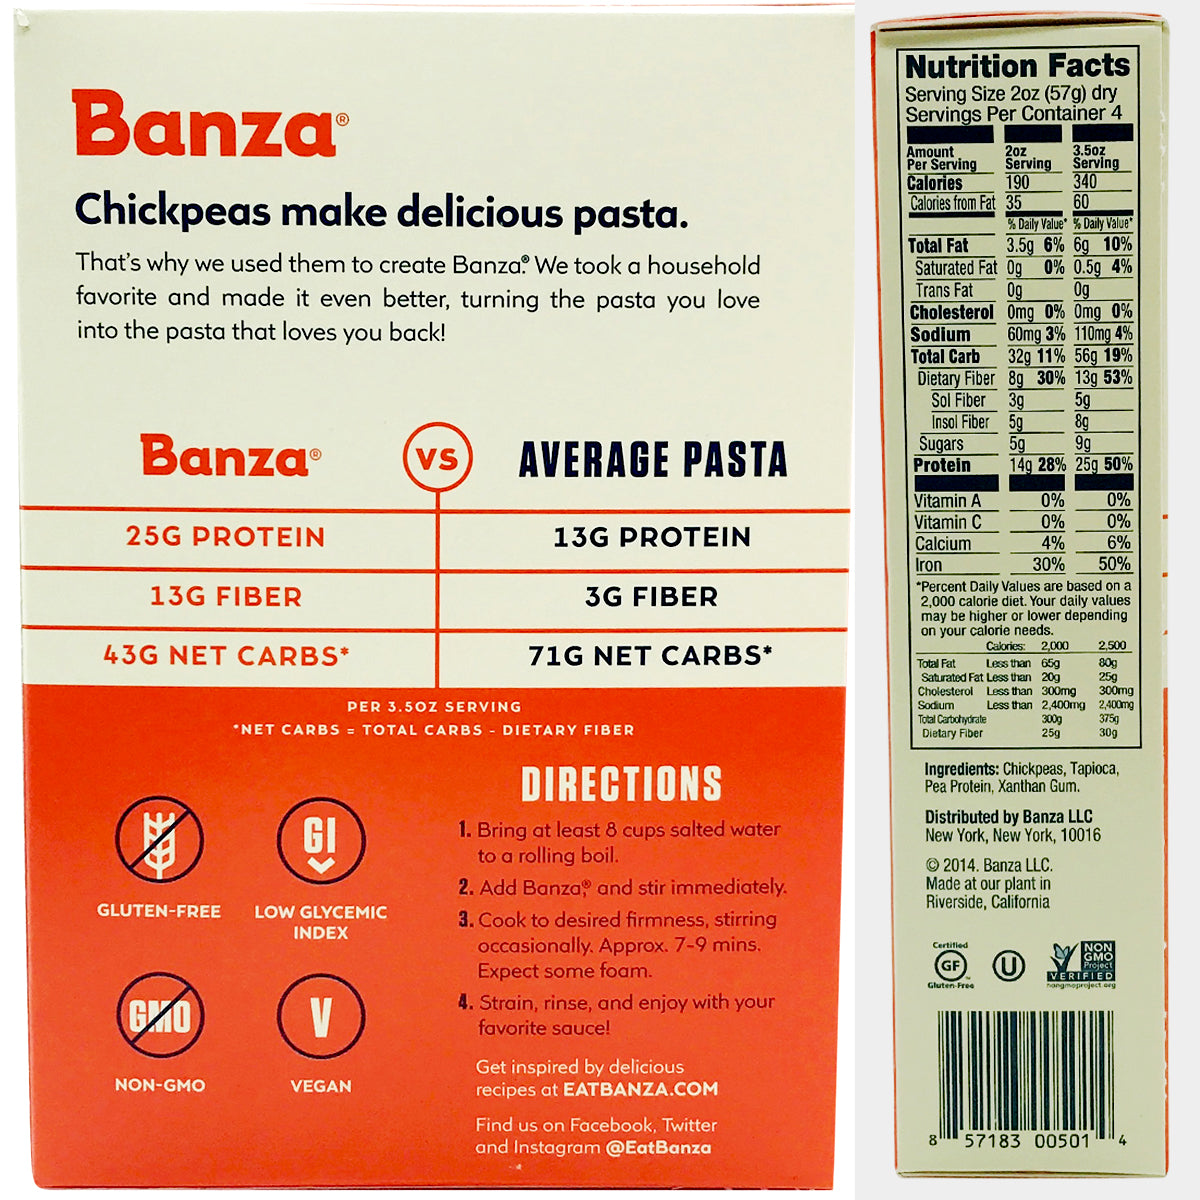 Banza®
Chickpeas make delicious pasta.
That's why we used them to create Banza®. We took a household
favorite and made it even better, turning the pasta you love
into the pasta that loves you back!
Banza® VS AVERAGE PASTA
25G PROTEIN 13G PROTEIN
13G FIBER 3G FIBER
43G NET CARBS* 71G NET CARBS*
PER 3.5OZ SERVING
*NET CARBS = TOTAL CARBS - DIETARY FIBER
GI
GLUTEN-FREE LOW GLYCEMIC
INDEX
GMO V
NON-GMO VEGAN
DIRECTIONS
1. Bring at least 8 cups salted water
to a rolling boil.
2. Add Banza®, and stir immediately.
3. Cook to desired firmness, stirring
occasionally. Approx. 7-9 mins.
Expect some foam.
4. Strain, rinse, and enjoy with your
favorite sauce!
Get inspired by delicious
recipes at EATBANZA.COM
Find us on Facebook, Twitter
and Instagram @EatBanza
Nutrition Facts
Serving Size 2oz (57g) dry
Servings Per Container 4
Amount 2oz 3.5oz
Per Serving Serving Serving
Calories 190 340
Calories from Fat 35 60
% Daily Value* % Daily Value*
Total Fat 3.5g 6% 6g 10%
Saturated Fat 0g 0% 0.5g 4%
Trans Fat 0g 0g
Cholesterol 0mg 0% 0mg 0%
Sodium 60mg 3% 110mg 4%
Total Carb 32g 11% 56g 19%
Dietary Fiber 8g 30% 13g 53%
Sol Fiber 3g 5g
Insol Fiber 5g 8g
Sugars 5g 9g
Protein 14g 28% 25g 50%
Vitamin A 0% 0%
Vitamin C 0% 0%
Calcium 4% 6%
Iron 30% 50%
*Percent Daily Values are based on a
2,000 calorie diet. Your daily values
may be higher or lower depending
on your calorie needs.
Calories: 2,000 2,500
Total Fat Less than 65g 80g
Saturated Fat Less than 20g 25g
Cholesterol Less than 300mg 300mg
Sodium Less than 2,400mg 2,400mg
Total Carbohydrate 300g 375g
Dietary Fiber 25g 30g
Ingredients: Chickpeas, Tapioca,
Pea Protein, Xanthan Gum.
Distributed by Banza LLC
New York, New York, 10016
© 2014. Banza LLC.
Made at our plant in
Riverside, California
Certified
GF
Gluten-Free
U
NON
GMO
Project
VERIFIED
nongmoproject.org
8 57183 00501 4